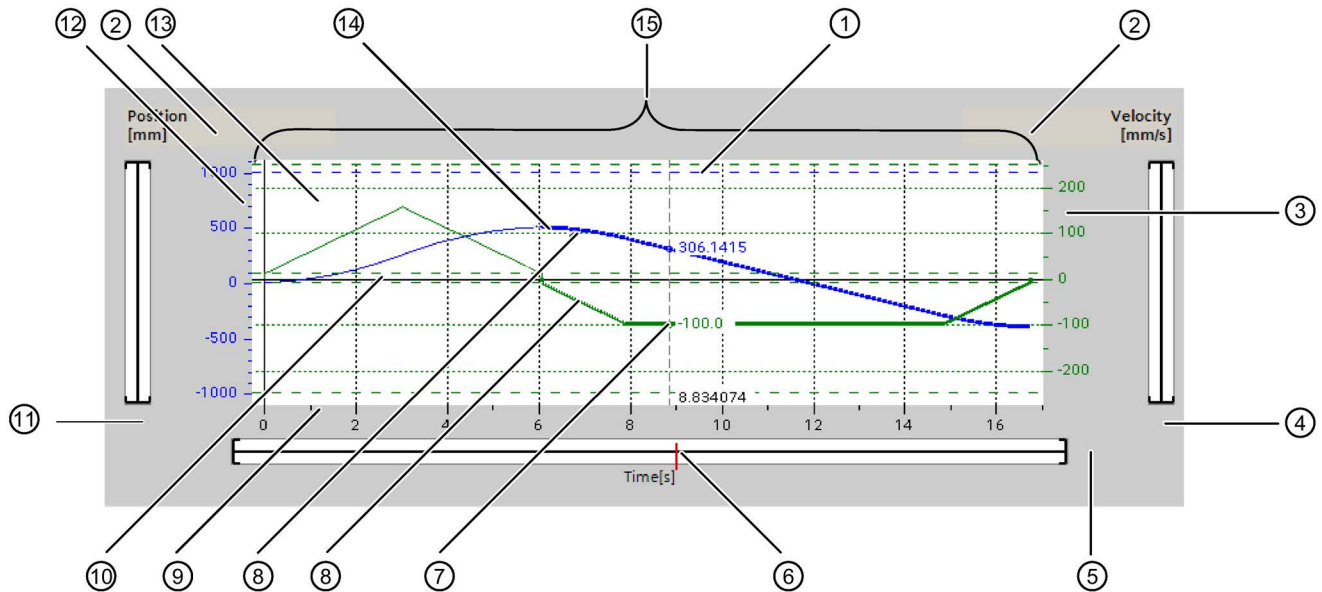 ⑫ ② ⑬ ⑭ ⑮ ① ②
Position
[mm]
Velocity
[mm/s]
500
0
-500
-1000
200
100
0
-100
-200
306.1415
-100.0
8.834074
0 2 4 6 8 10 12 14 16
Time[s]
③
④
⑪
⑩ ⑨ ⑧ ⑧ ⑦ ⑥ ⑤